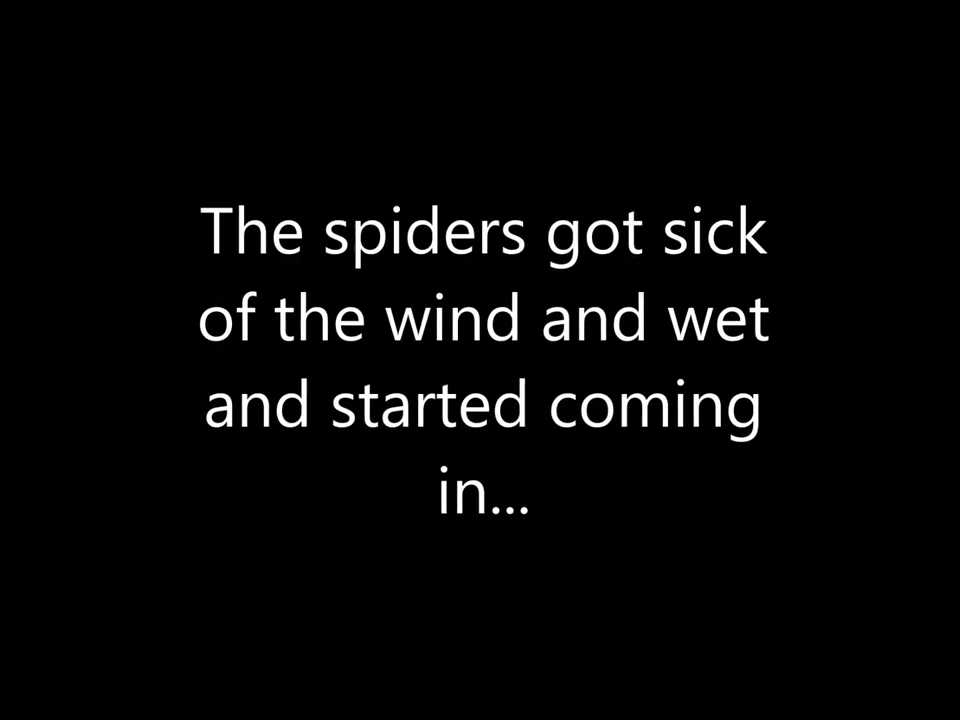 The spiders got sick
of the wind and wet
and started coming
in...